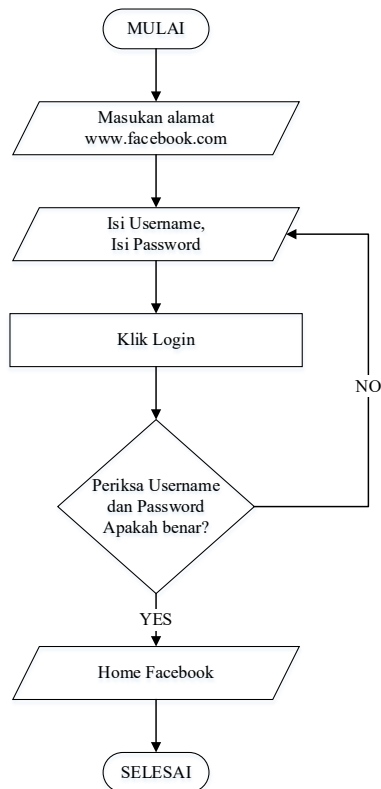 MULAI
Masukan alamat
www.facebook.com
Isi Username,
Isi Password
Klik Login
NO
Periksa Username
dan Password
Apakah benar?
YES
Home Facebook
SELESAI